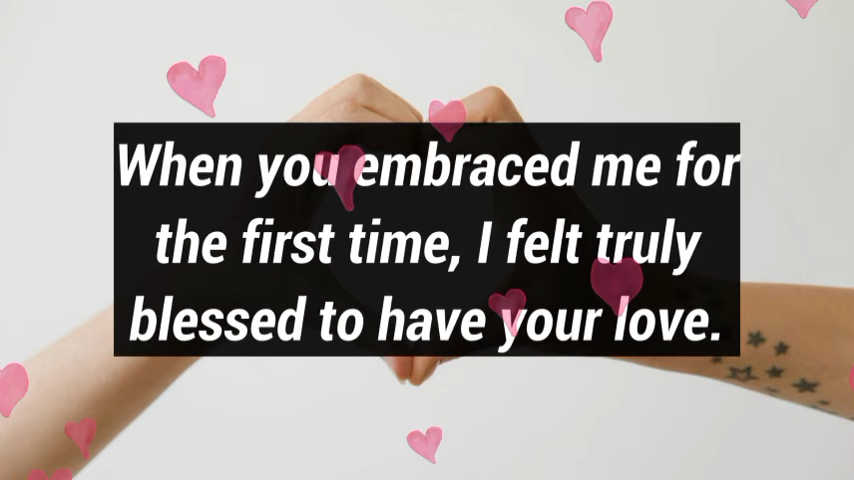 When you embraced me for
the first time, I felt truly
blessed to have your love.